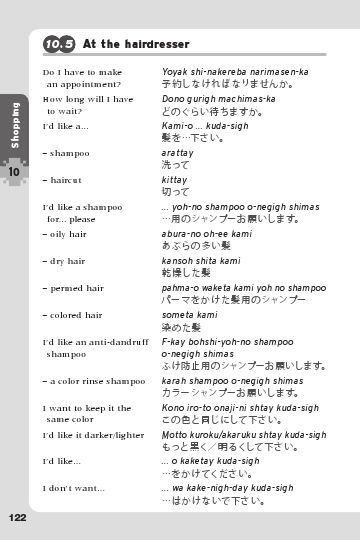 10.5 At the hairdresser
Do I have to make
an appointment?
Yoyak shi-nakereba narimasen-ka
予約しなければなりませんか。
How long will I have
to wait?
Dono gurigh machimas-ka
どのぐらい待ちますか。
I'd like a...
Kami-o ... kuda-sigh
髪を…下さい。
– shampoo
arattay
洗って
– haircut
kittay
切って
I'd like a shampoo
for... please
... yoh-no shampoo o-negigh shimas
…用のシャンプーお願いします。
– oily hair
abura-no oh-ee kami
あぶらの多い髪
– dry hair
kansoh shita kami
乾燥した髪
– permed hair
pahma-o waketa kami yoh no shampoo
パーマをかけた髪用のシャンプー
– colored hair
someta kami
染めた髪
I'd like an anti-dandruff
shampoo
F-kay bohshi-yoh-no shampoo
o-negigh shimas
ふけ防止用のシャンプーお願いします。
– a color rinse shampoo
karah shampoo o-negigh shimas
カラーシャンプーお願いします。
I want to keep it the
same color
Kono iro-to onaji-ni shtay kuda-sigh
この色と同じにして下さい。
I'd like it darker/lighter
Motto kuroku/akaruku shtay kuda-sigh
もっと黒く／明るくして下さい。
I'd like...
... o kaketay kuda-sigh
…をかけてください。
I don't want...
... wa kake-nigh-day kuda-sigh
…はかけないで下さい。
Shopping
10
122